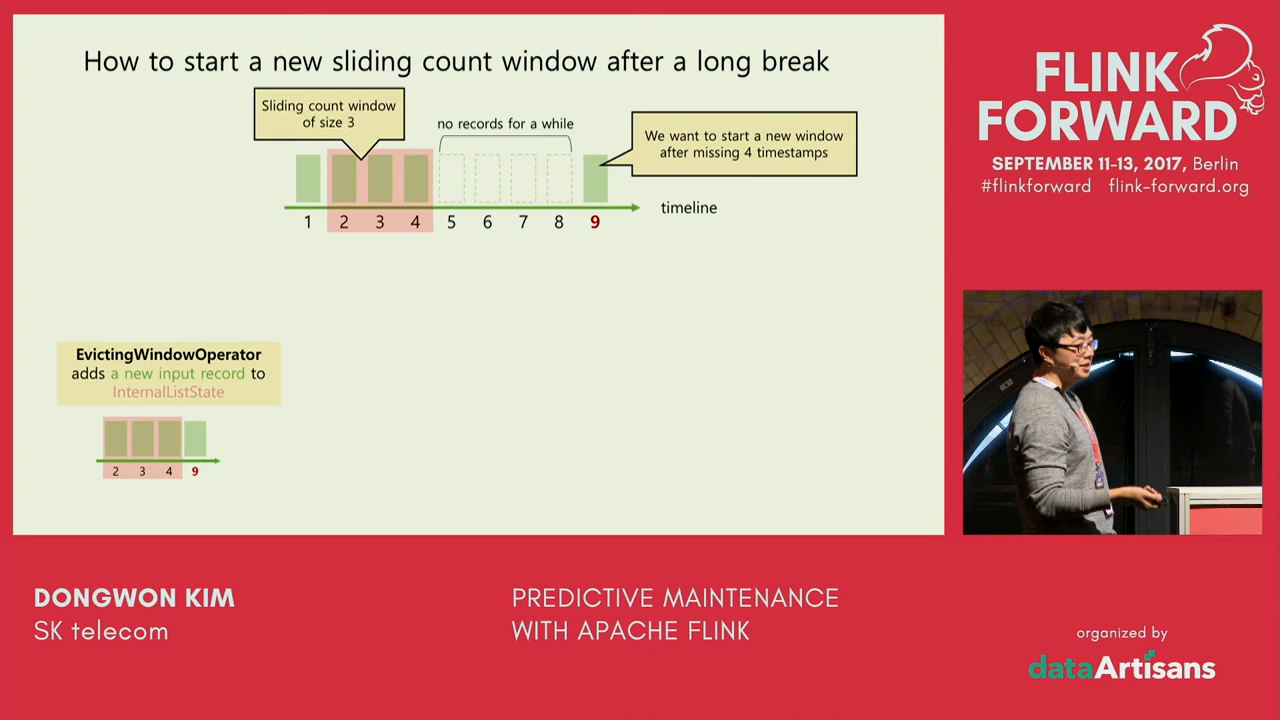 How to start a new sliding count window after a long break
Sliding count window
of size 3
no records for a while
We want to start a new window
after missing 4 timestamps
timeline
1 2 3 4 5 6 7 8 9
EvictingWindowOperator
adds a new input record to
InternalListState
2 3 4 9
FLINK
FORWARD
SEPTEMBER 11-13, 2017, Berlin
#flinkforward flink-forward.org
DONGWON KIM
SK telecom
PREDICTIVE MAINTENANCE
WITH APACHE FLINK
organized by
dataArtisans